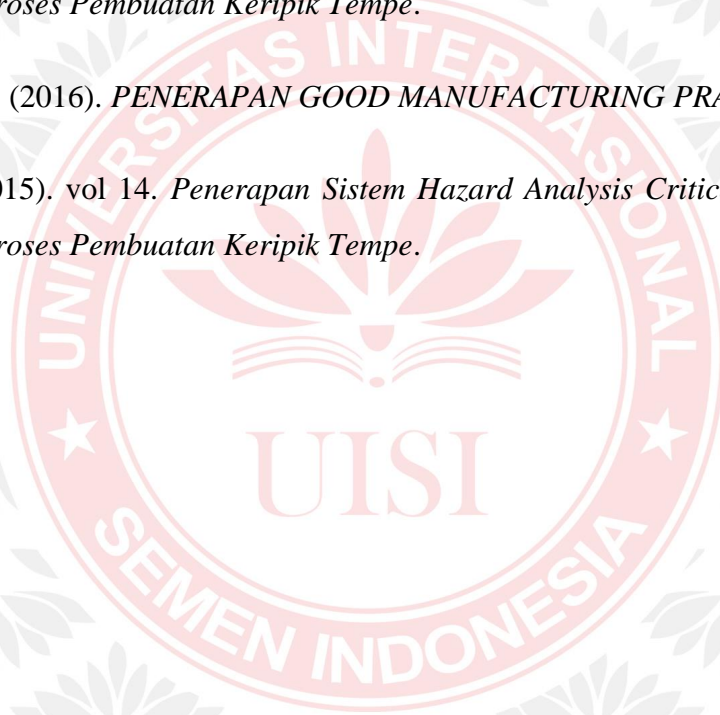 roses Pembuatan Keripik Tempe.
(2016). PENERAPAN GOOD MANUFACTURING PRA
015). vol 14. Penerapan Sistem Hazard Analysis Critic
roses Pembuatan Keripik Tempe.
UNIVERSITAS INTERNASIONAL
UISI
SEMEN INDONESIA